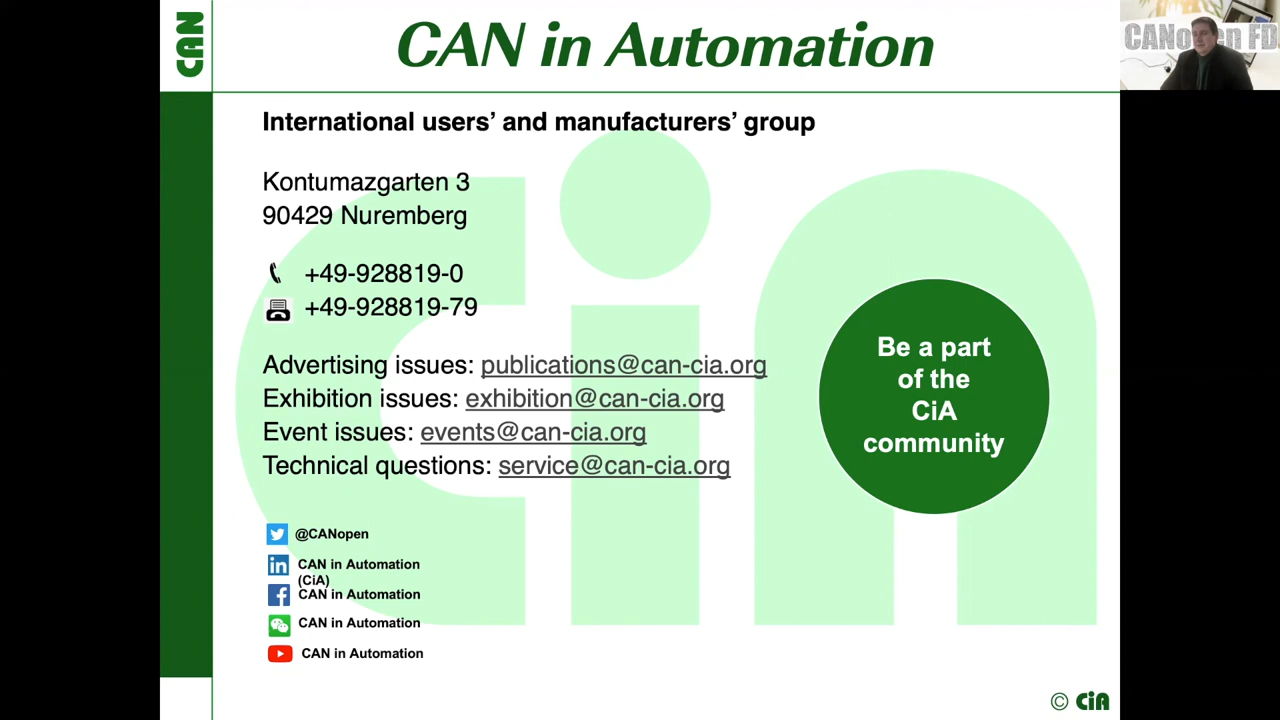 CAN
CAN in Automation
CANopen FD
International users’ and manufacturers’ group
Kontumazgarten 3
90429 Nuremberg
+49-928819-0
+49-928819-79
Advertising issues: publications@can-cia.org
Exhibition issues: exhibition@can-cia.org
Event issues: events@can-cia.org
Technical questions: service@can-cia.org
Be a part
of the
CiA
community
@CANopen
CAN in Automation
(CiA)
CAN in Automation
CAN in Automation
CAN in Automation
CiA
© CiA